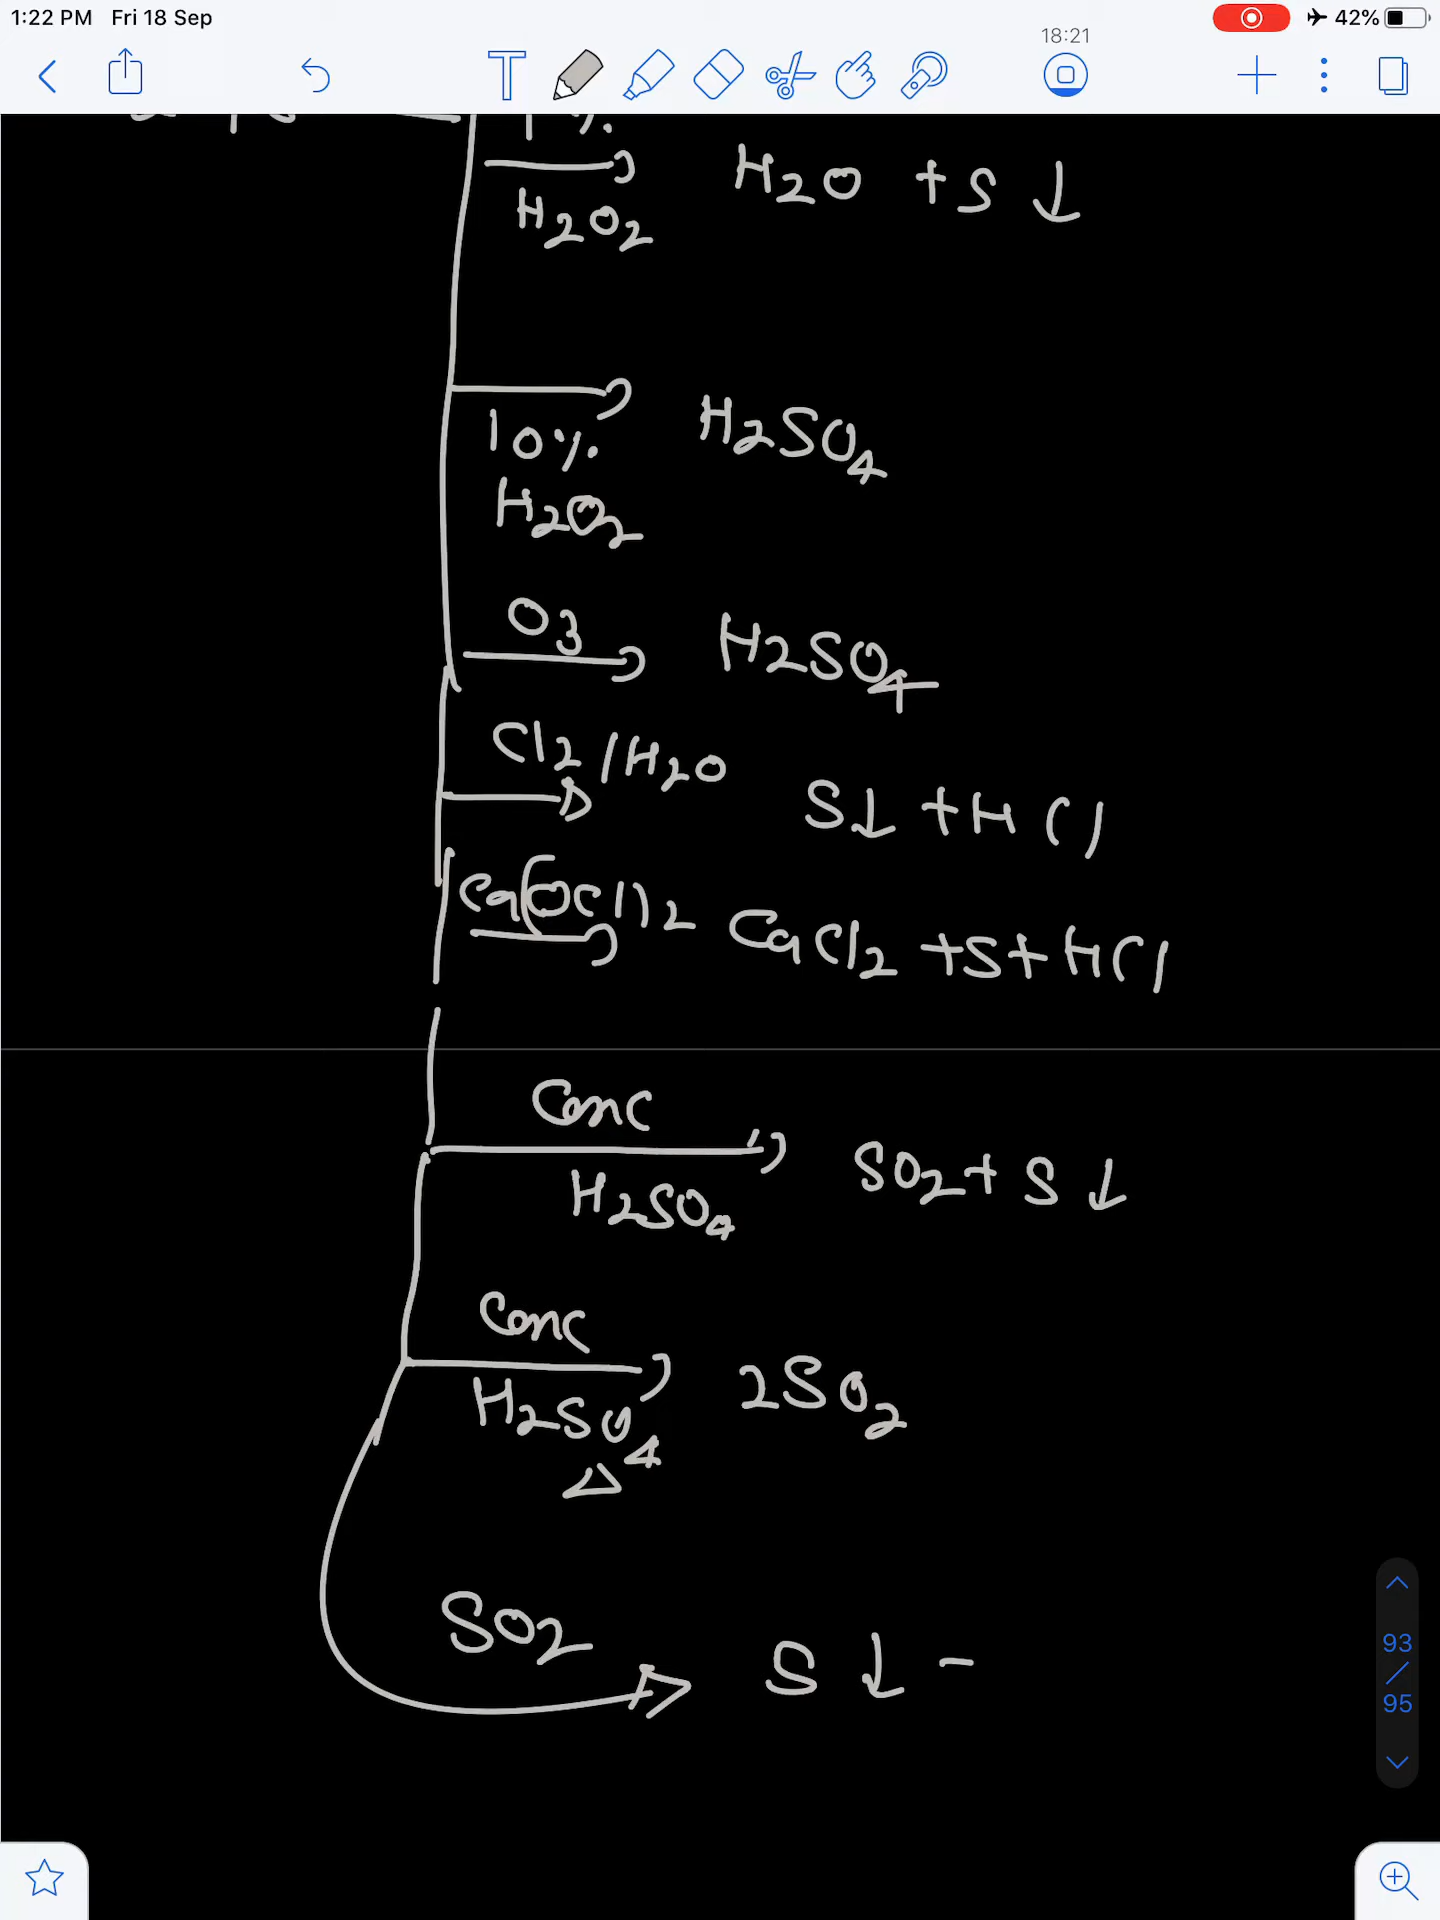 1:22 PM Fri 18 Sep
42%
18:21
T
H2O + S ↓
H2O2
H2SO4
10%
H2O2
O3
H2SO4
Cl2 / H2O
S↓ + HCl
Ca(OCl)2
CaCl2 + S + HCl
Conc
SO2 + S ↓
H2SO4
Conc
2SO2
H2SO4
Δ
SO2
S ↓ -
93
/
95